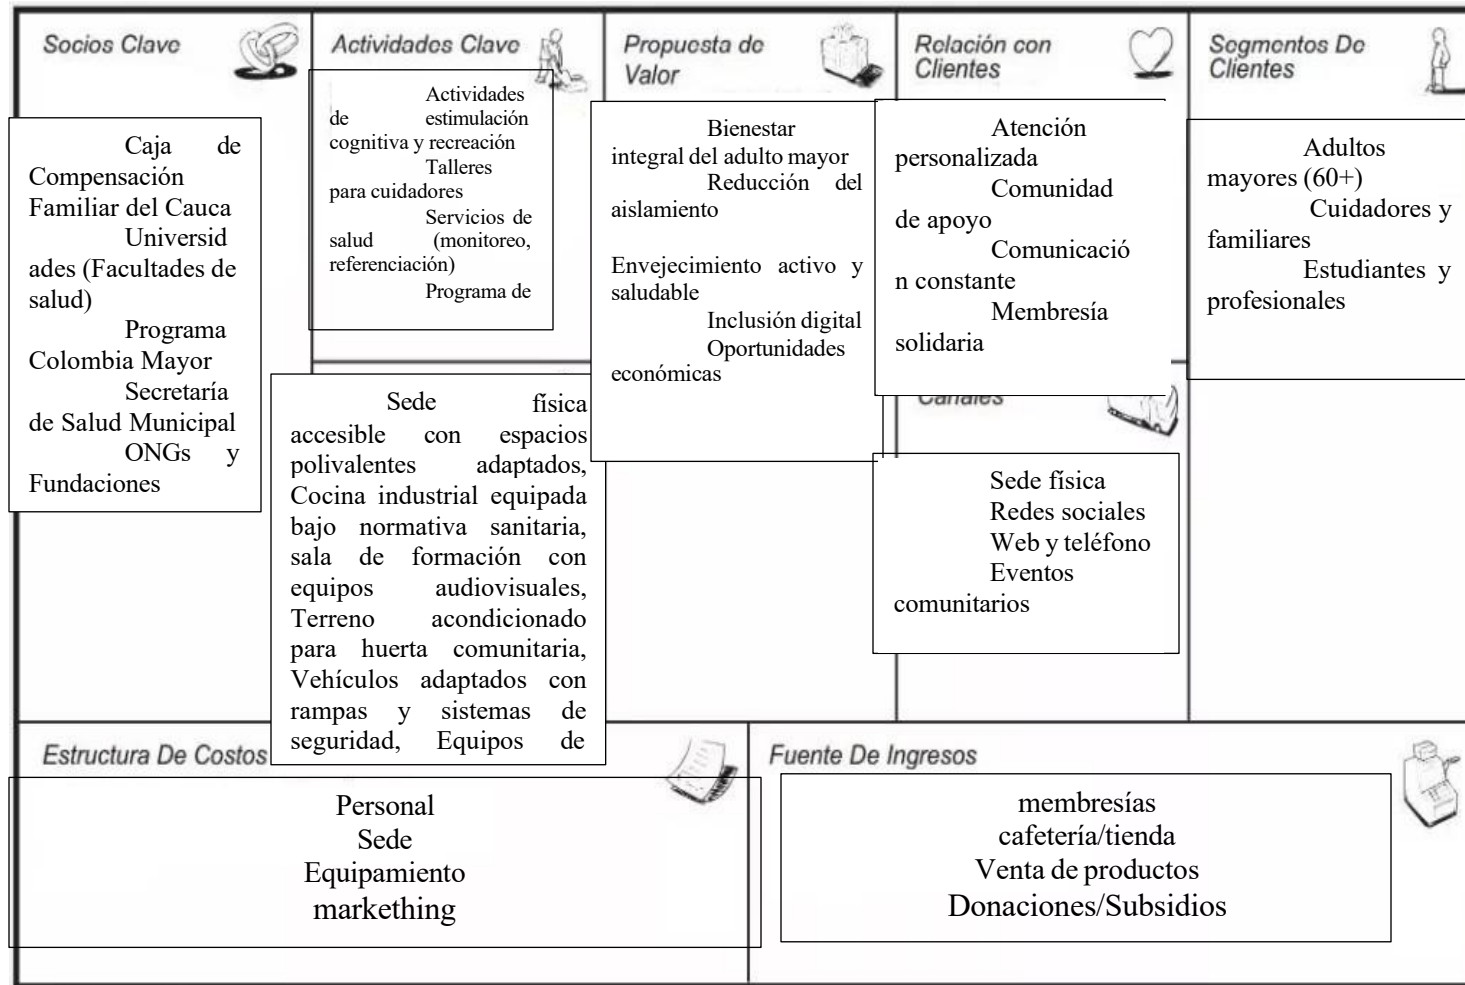 Socios Clave
Caja de
Compensación
Familiar del Cauca
Universid
ades (Facultades de
salud)
Programa
Colombia Mayor
Secretaría
de Salud Municipal
ONGs y
Fundaciones
Actividades Clave
Actividades
de estimulación
cognitiva y recreación
Talleres
para cuidadores
Servicios de
salud (monitoreo,
referenciación)
Programa de
Sede física
accesible con espacios
polivalentes adaptados,
Cocina industrial equipada
bajo normativa sanitaria,
sala de formación con
equipos audiovisuales,
Terreno acondicionado
para huerta comunitaria,
Vehículos adaptados con
rampas y sistemas de
seguridad, Equipos de
Propuesta de
Valor
Bienestar
integral del adulto mayor
Reducción del
aislamiento
Envejecimiento activo y
saludable
Inclusión digital
Oportunidades
económicas
Relación con
Clientes
Atención
personalizada
Comunidad
de apoyo
Comunicació
n constante
Membresía
solidaria
Canales
Sede física
Redes sociales
Web y teléfono
Eventos
comunitarios
Segmentos De
Clientes
Adultos
mayores (60+)
Cuidadores y
familiares
Estudiantes y
profesionales
Estructura De Costos
Personal
Sede
Equipamiento
markething
Fuente De Ingresos
membresías
cafetería/tienda
Venta de productos
Donaciones/Subsidios